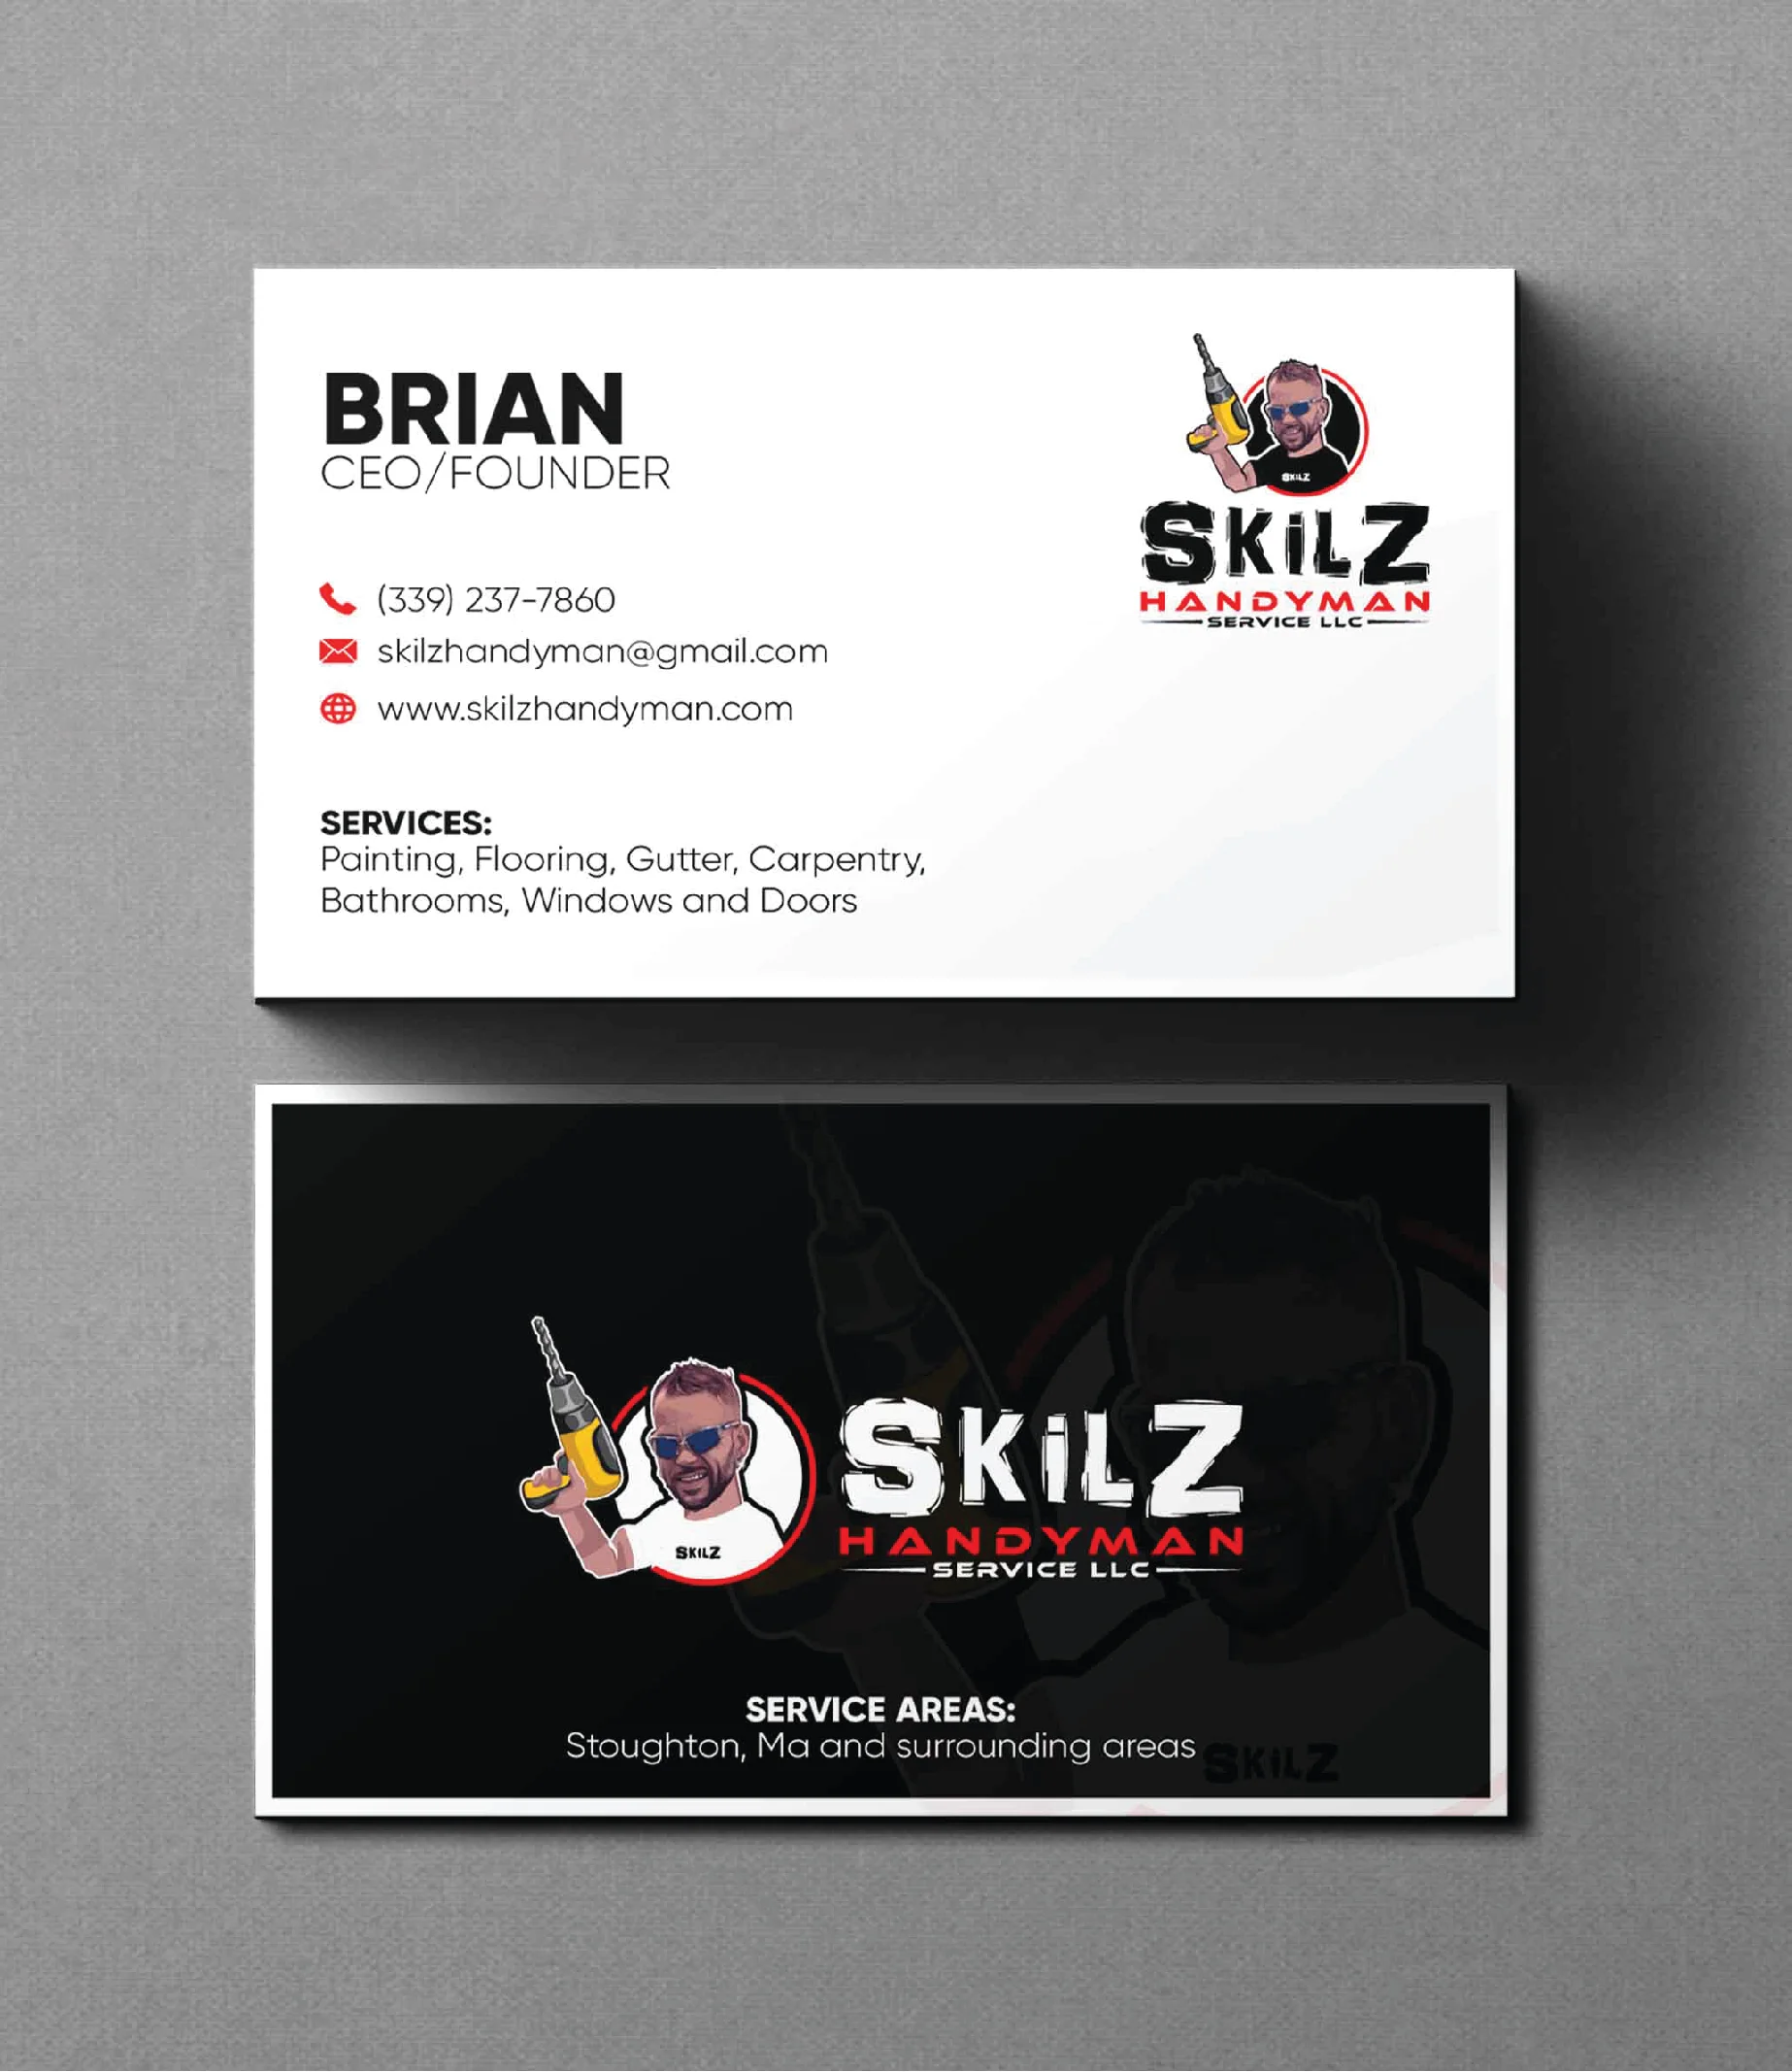 BRIAN
CEO/FOUNDER
(339) 237-7860
skilzhandyman@gmail.com
www.skilzhandyman.com
SERVICES:
Painting, Flooring, Gutter, Carpentry,
Bathrooms, Windows and Doors
SKILZ
SKiLZ
HANDYMAN
SERVICE LLC
SKILZ
SKiLZ
HANDYMAN
SERVICE LLC
SERVICE AREAS:
Stoughton, Ma and surrounding areas
SKiLZ